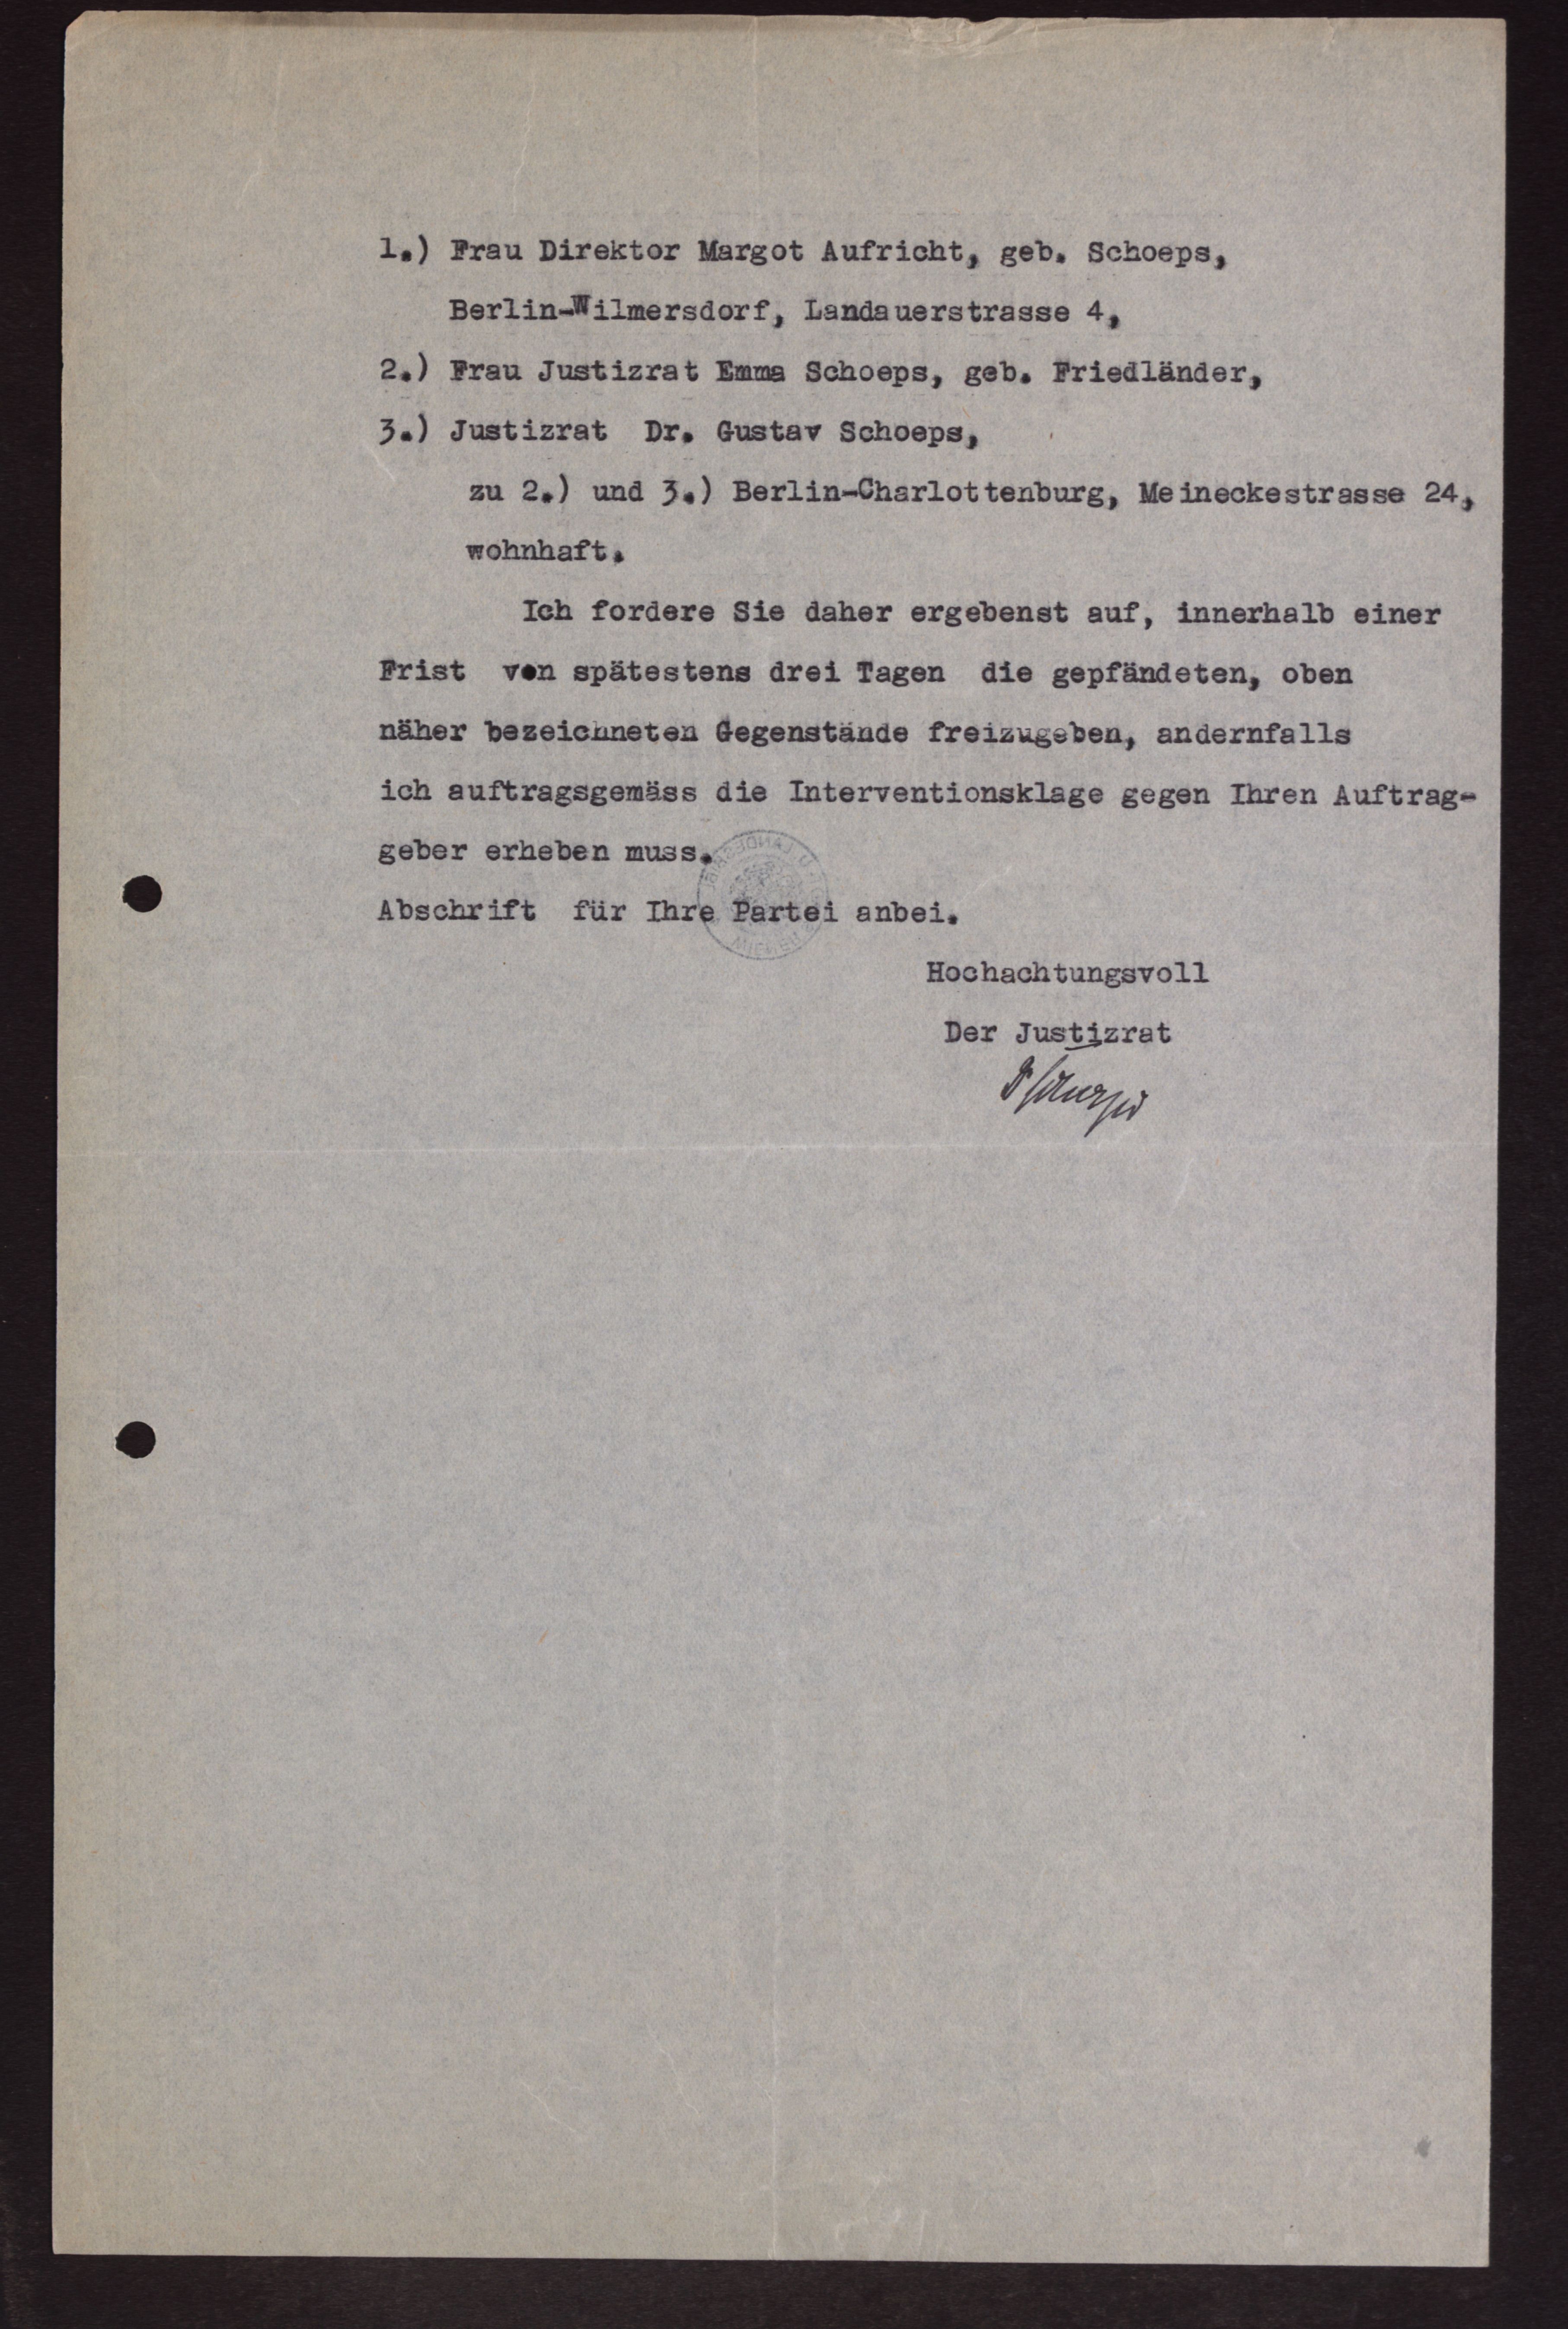 1.) Frau Direktor Margot Aufricht, geb. Schoeps,
Berlin-Wilmersdorf, Landauerstrasse 4,
2.) Frau Justizrat Emma Schoeps, geb. Friedländer,
3.) Justizrat Dr. Gustav Schoeps,
zu 2.) und 3.) Berlin-Charlottenburg, Meineckestrasse 24,
wohnhaft.
Ich fordere Sie daher ergebenst auf, innerhalb einer
Frist von spätestens drei Tagen die gepfändeten, oben
näher bezeichneten Gegenstände freizugeben, andernfalls
ich auftragsgemäss die Interventionsklage gegen Ihren Auftrag-
geber erheben muss.
Abschrift für Ihre Partei anbei.
Hochachtungsvoll
Der Justizrat